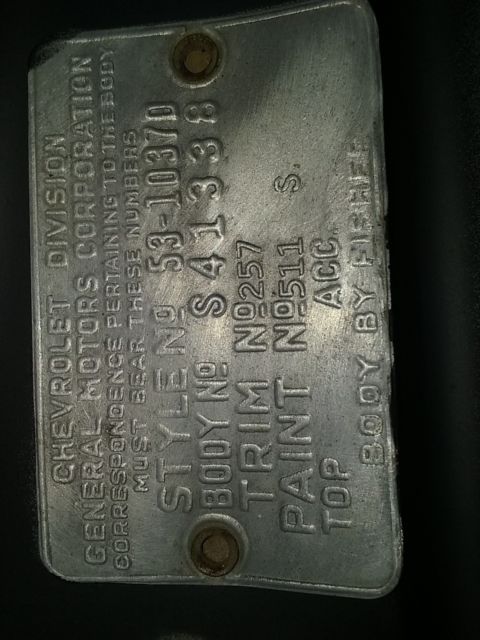 CHEVROLET DIVISION
GENERAL MOTORS CORPORATION
CORRESPONDENCE PERTAINING TO THE BODY
MUST BEAR THESE NUMBERS
STYLE No 53-1037D
BODY No S41338
TRIM No 257
PAINT No 511 S
TOP ACC
BODY BY FISHER